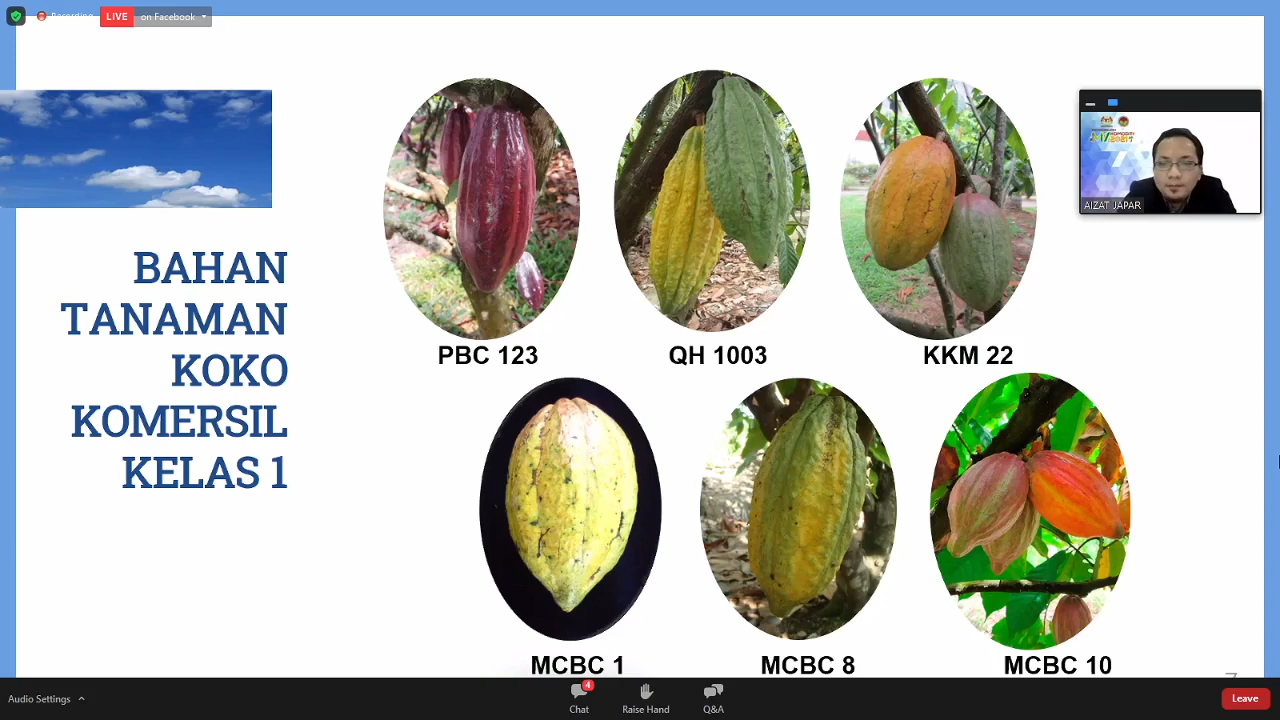 Recording
LIVE
on Facebook
AIZAT JAPAR
BAHAN
TANAMAN
KOKO
KOMERSIL
KELAS 1
PBC 123
QH 1003
KKM 22
MCBC 1
MCBC 8
MCBC 10
Audio Settings
4
Chat
Raise Hand
Q&A
Leave